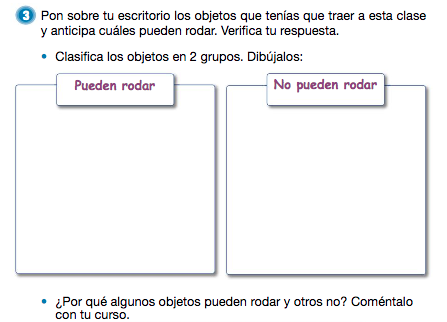 3 Pon sobre tu escritorio los objetos que tenías que traer a esta clase
y anticipa cuáles pueden rodar. Verifica tu respuesta.
• Clasifica los objetos en 2 grupos. Dibújalos:
Pueden rodar
No pueden rodar
• ¿Por qué algunos objetos pueden rodar y otros no? Coméntalo
con tu curso.